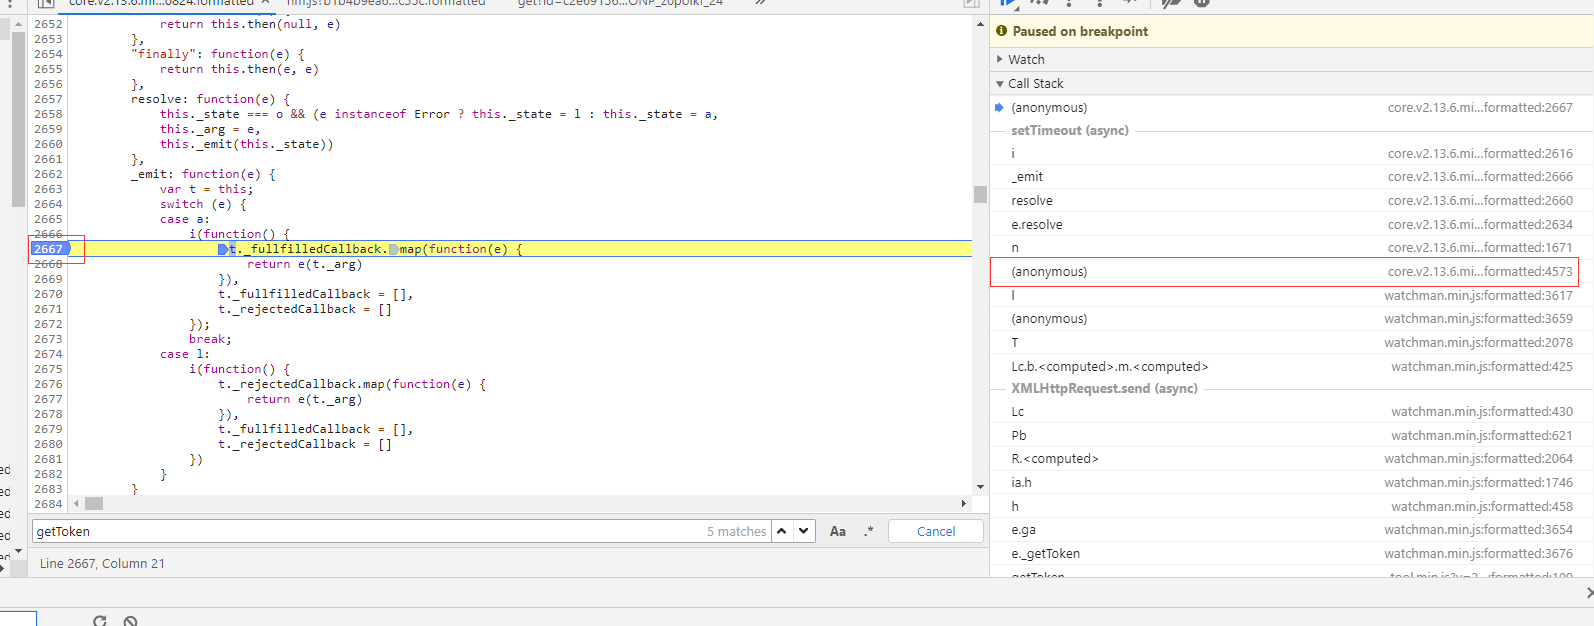 core.v2.13.6.mi...0824.formatted ×
nm.js?b1b4b9ea6...c55c.formatted
get?id=c2e69156...ONP_z0poikf_24
2652 return this.then(null, e)
2653 },
2654 "finally": function(e) {
2655 return this.then(e, e)
2656 },
2657 resolve: function(e) {
2658 this._state === o && (e instanceof Error ? this._state = l : this._state = a,
2659 this._arg = e,
2660 this._emit(this._state))
2661 },
2662 _emit: function(e) {
2663 var t = this;
2664 switch (e) {
2665 case a:
2666 i(function() {
2667 t._fullfilledCallback.map(function(e) {
2668 return e(t._arg)
2669 }),
2670 t._fullfilledCallback = [],
2671 t._rejectedCallback = []
2672 });
2673 break;
2674 case l:
2675 i(function() {
2676 t._rejectedCallback.map(function(e) {
2677 return e(t._arg)
2678 }),
2679 t._fullfilledCallback = [],
2680 t._rejectedCallback = []
2681 })
2682 }
2683 }
2684
ed
ed
ed
ed
ed
getToken 5 matches Aa .* Cancel
Line 2667, Column 21
Paused on breakpoint
Watch
Call Stack
(anonymous) core.v2.13.6.mi...formatted:2667
setTimeout (async)
i core.v2.13.6.mi...formatted:2616
_emit core.v2.13.6.mi...formatted:2666
resolve core.v2.13.6.mi...formatted:2660
e.resolve core.v2.13.6.mi...formatted:2634
n core.v2.13.6.mi...formatted:1671
(anonymous) core.v2.13.6.mi...formatted:4573
l watchman.min.js:formatted:3617
(anonymous) watchman.min.js:formatted:3659
T watchman.min.js:formatted:2078
Lc.b.<computed>.m.<computed> watchman.min.js:formatted:425
XMLHttpRequest.send (async)
Lc watchman.min.js:formatted:430
Pb watchman.min.js:formatted:621
R.<computed> watchman.min.js:formatted:2064
ia.h watchman.min.js:formatted:1746
h watchman.min.js:formatted:458
e.ga watchman.min.js:formatted:3654
e._getToken watchman.min.js:formatted:3676
getToken